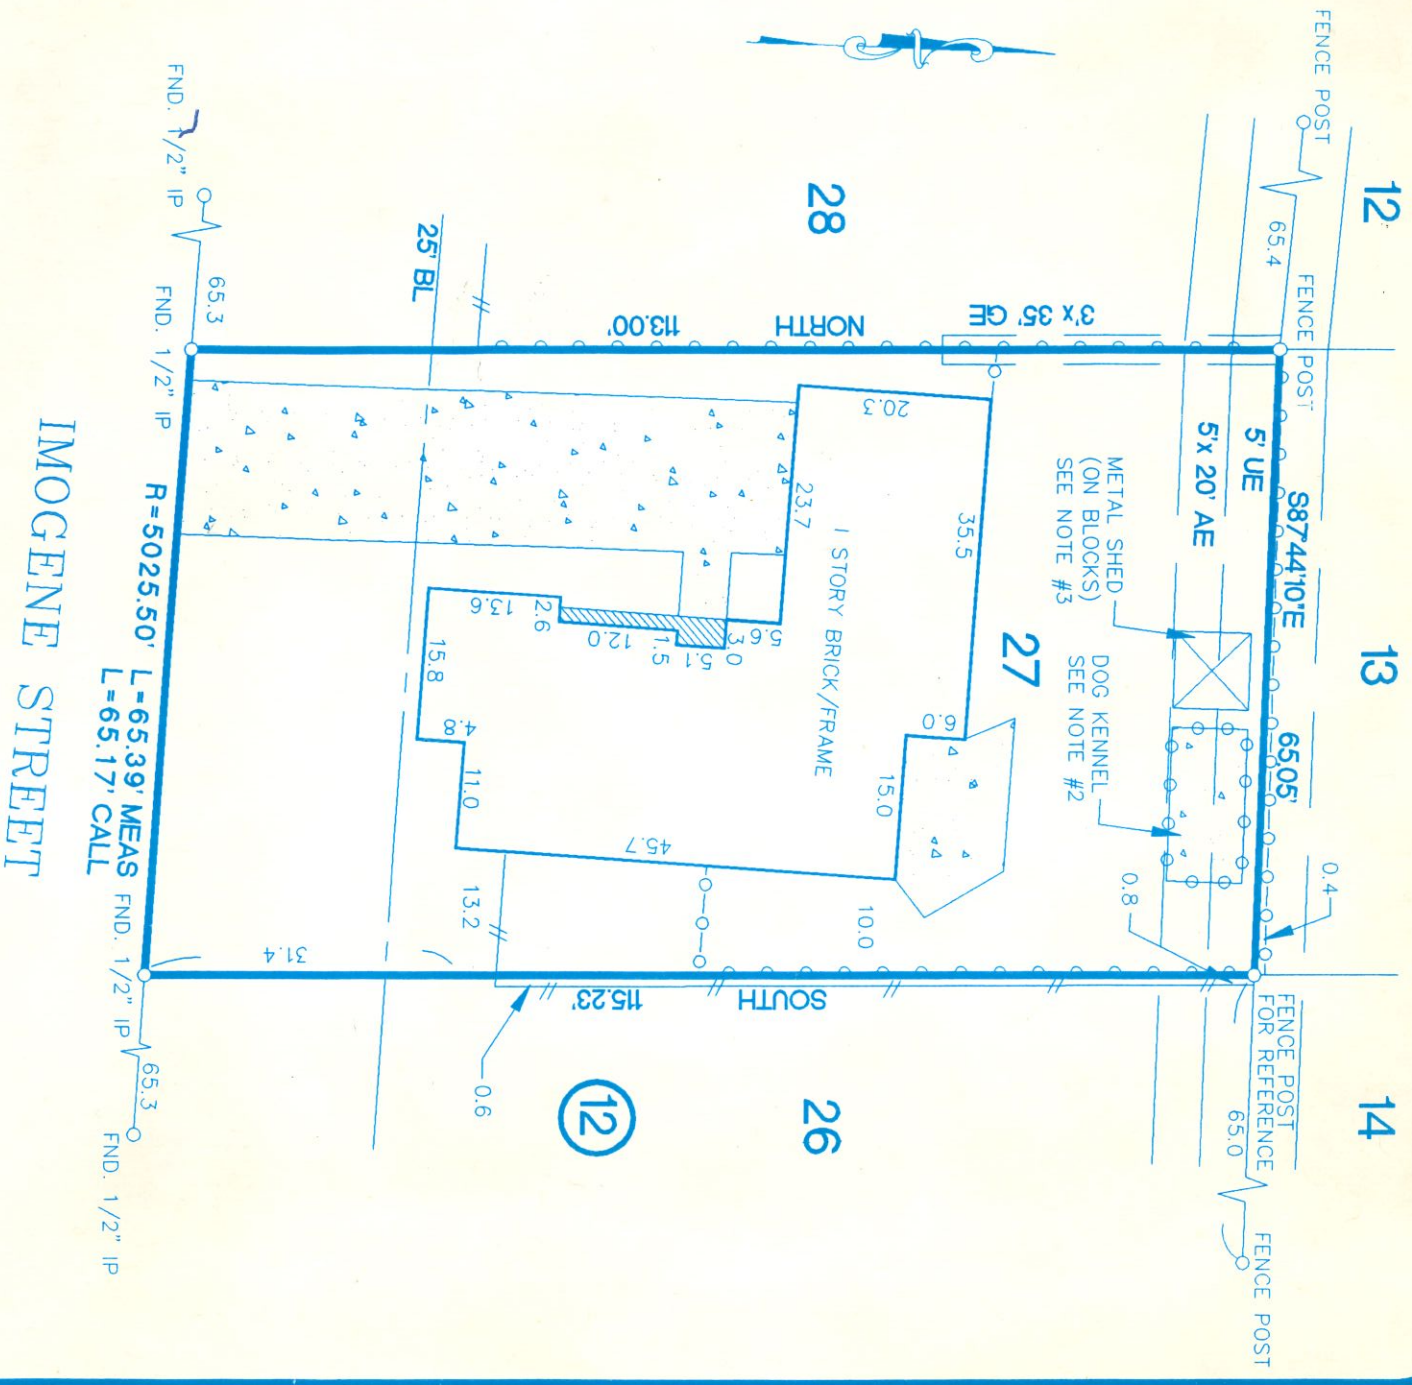 12
13
14
FENCE POST
65.4
FENCE POST
S87°44'10"E
65.05'
0.4
FENCE POST
FOR REFERENCE
65.0
FENCE POST
5' UE
5'x 20' AE
METAL SHED
(ON BLOCKS)
SEE NOTE #3
DOG KENNEL
SEE NOTE #2
0.8
28
27
26
12
3'x 35' GE
NORTH
113.00'
SOUTH
115.23'
20.3
35.5
23.7
1 STORY BRICK/FRAME
6.0
15.0
10.0
5.6
3.0
5.1
1.5
12.0
2.6
13.6
15.8
4.8
11.0
45.7
13.2
31.4
0.6
25' BL
65.3
FND. 1/2" IP
FND. 1/2" IP
R=5025.50' L=65.39' MEAS
L=65.17' CALL
FND. 1/2" IP
65.3
FND. 1/2" IP
IMOGENE STREET